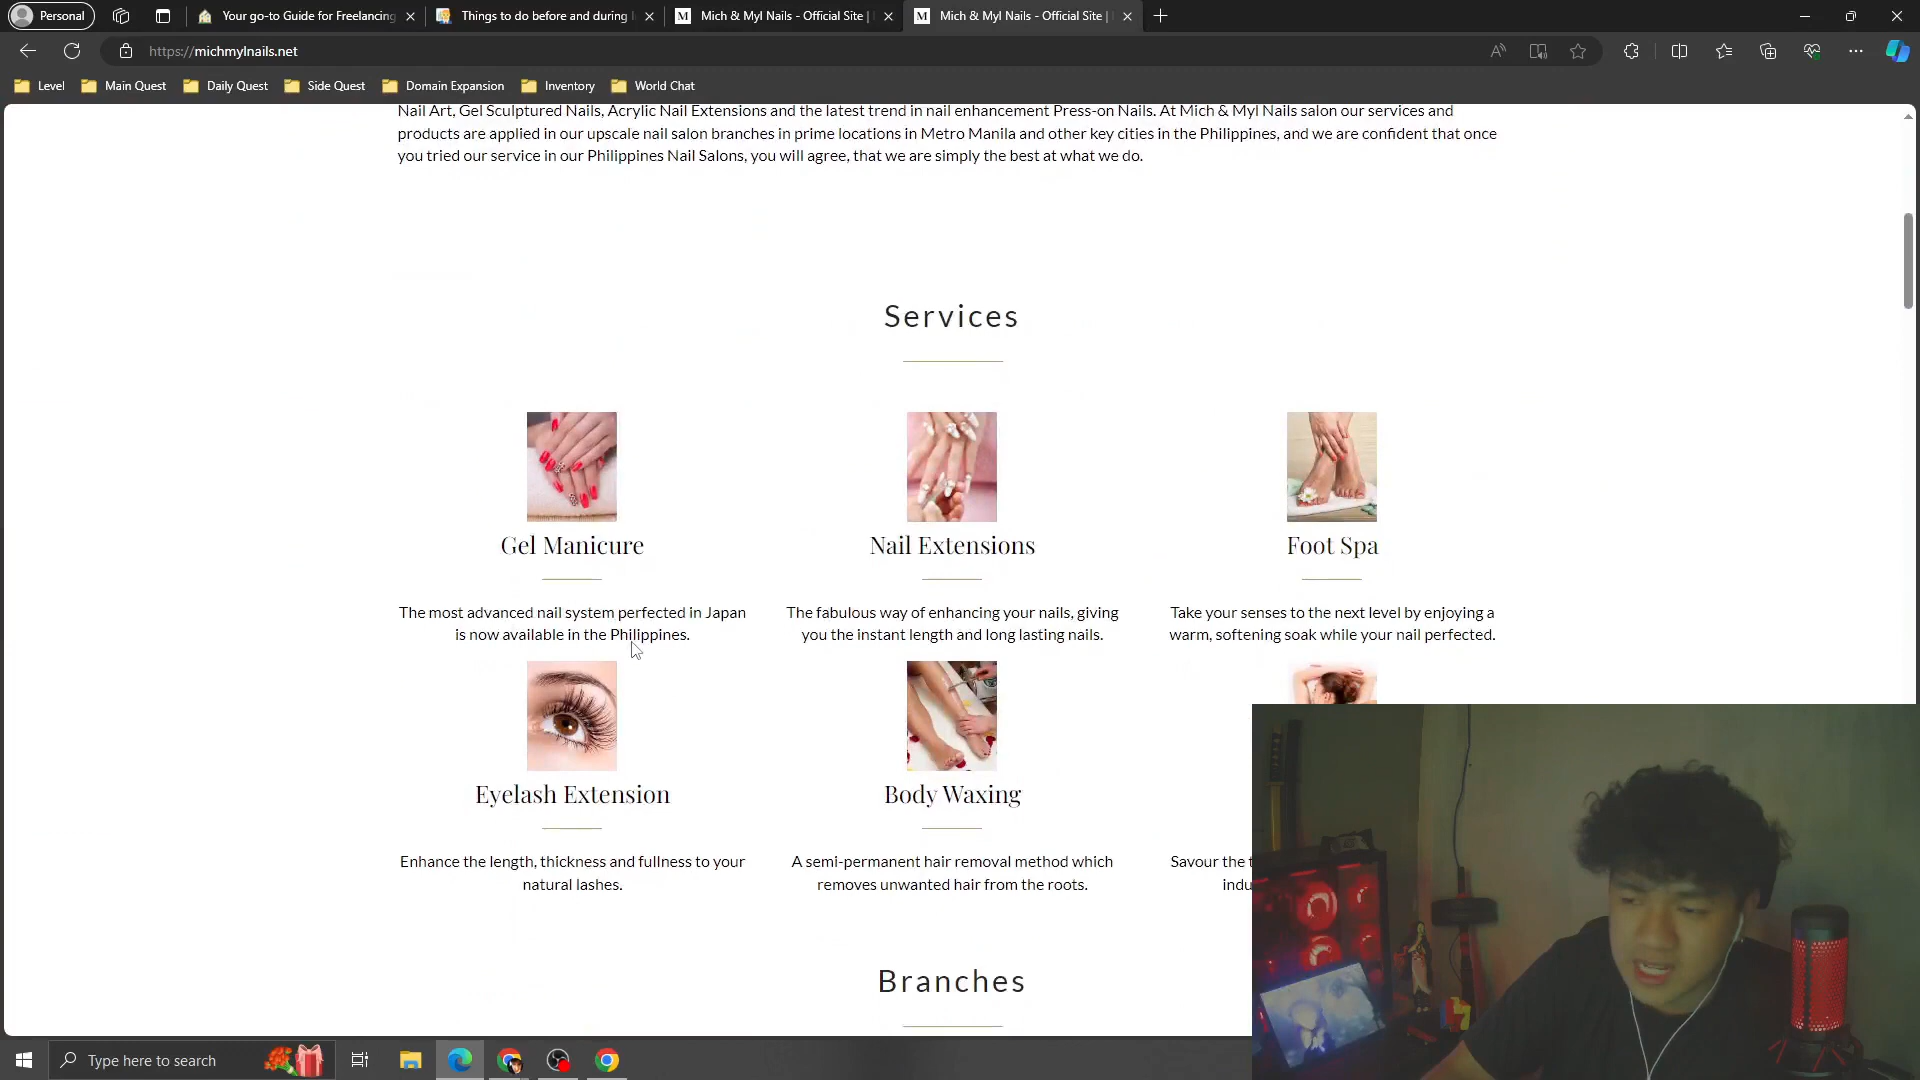 Personal
Your go-to Guide for Freelancing
Things to do before and during
Mich & Myl Nails - Official Site |
Mich & Myl Nails - Official Site |
https://michmylnails.net
Level
Main Quest
Daily Quest
Side Quest
Domain Expansion
Inventory
World Chat
Nail Art, Gel Sculptured Nails, Acrylic Nail Extensions and the latest trend in nail enhancement Press-on Nails. At Mich & Myl Nails salon our services and
products are applied in our upscale nail salon branches in prime locations in Metro Manila and other key cities in the Philippines, and we are confident that once
you tried our service in our Philippines Nail Salons, you will agree, that we are simply the best at what we do.
Services
Gel Manicure
The most advanced nail system perfected in Japan
is now available in the Philippines.
Nail Extensions
The fabulous way of enhancing your nails, giving
you the instant length and long lasting nails.
Foot Spa
Take your senses to the next level by enjoying a
warm, softening soak while your nail perfected.
Eyelash Extension
Enhance the length, thickness and fullness to your
natural lashes.
Body Waxing
A semi-permanent hair removal method which
removes unwanted hair from the roots.
Savour the
Branches
Type here to search